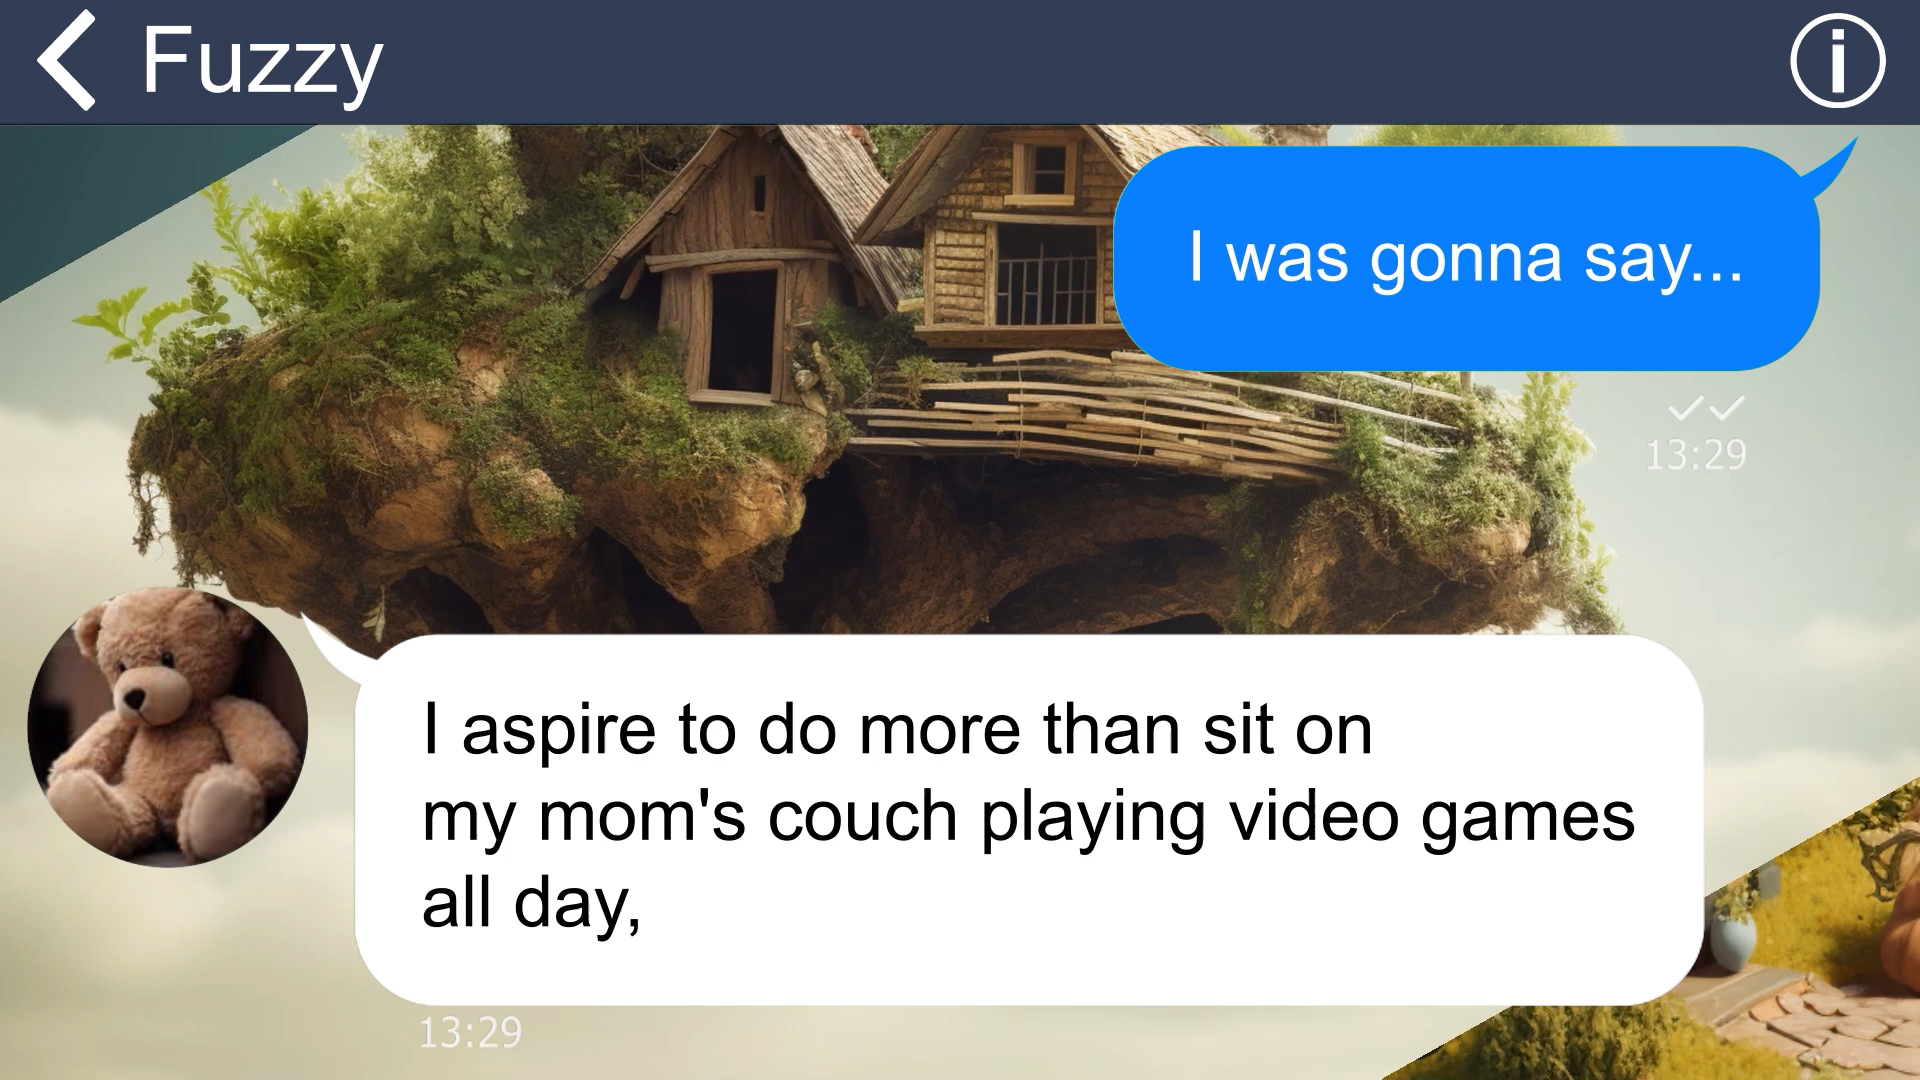 Fuzzy
I was gonna say...
13:29
I aspire to do more than sit on
my mom's couch playing video games
all day,
13:29